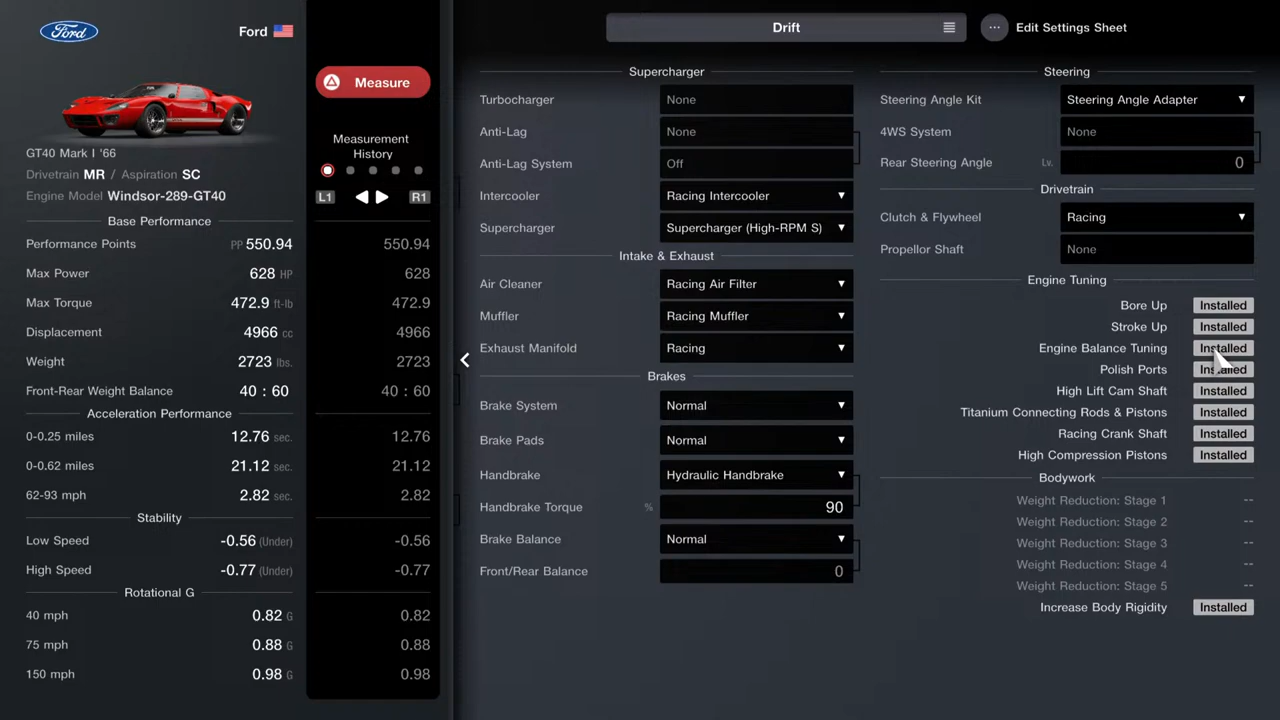 Ford
Ford
GT40 Mark I '66
Drivetrain MR / Aspiration SC
Engine Model Windsor-289-GT40
Base Performance
Performance Points PP 550.94
Max Power 628 HP
Max Torque 472.9 ft-lb
Displacement 4966 cc
Weight 2723 lbs.
Front-Rear Weight Balance 40 : 60
Acceleration Performance
0-0.25 miles 12.76 sec.
0-0.62 miles 21.12 sec.
62-93 mph 2.82 sec.
Stability
Low Speed -0.56 (Under)
High Speed -0.77 (Under)
Rotational G
40 mph 0.82 G
75 mph 0.88 G
150 mph 0.98 G
Measure
Measurement
History
L1 R1
550.94
628
472.9
4966
2723
40 : 60
12.76
21.12
2.82
-0.56
-0.77
0.82
0.88
0.98
Drift
Edit Settings Sheet
Supercharger
Turbocharger None
Anti-Lag None
Anti-Lag System Off
Intercooler Racing Intercooler
Supercharger Supercharger (High-RPM S)
Intake & Exhaust
Air Cleaner Racing Air Filter
Muffler Racing Muffler
Exhaust Manifold Racing
Brakes
Brake System Normal
Brake Pads Normal
Handbrake Hydraulic Handbrake
Handbrake Torque % 90
Brake Balance Normal
Front/Rear Balance 0
Steering
Steering Angle Kit Steering Angle Adapter
4WS System None
Rear Steering Angle Lv. 0
Drivetrain
Clutch & Flywheel Racing
Propellor Shaft None
Engine Tuning
Bore Up Installed
Stroke Up Installed
Engine Balance Tuning Installed
Polish Ports Installed
High Lift Cam Shaft Installed
Titanium Connecting Rods & Pistons Installed
Racing Crank Shaft Installed
High Compression Pistons Installed
Bodywork
Weight Reduction: Stage 1 --
Weight Reduction: Stage 2 --
Weight Reduction: Stage 3 --
Weight Reduction: Stage 4 --
Weight Reduction: Stage 5 --
Increase Body Rigidity Installed